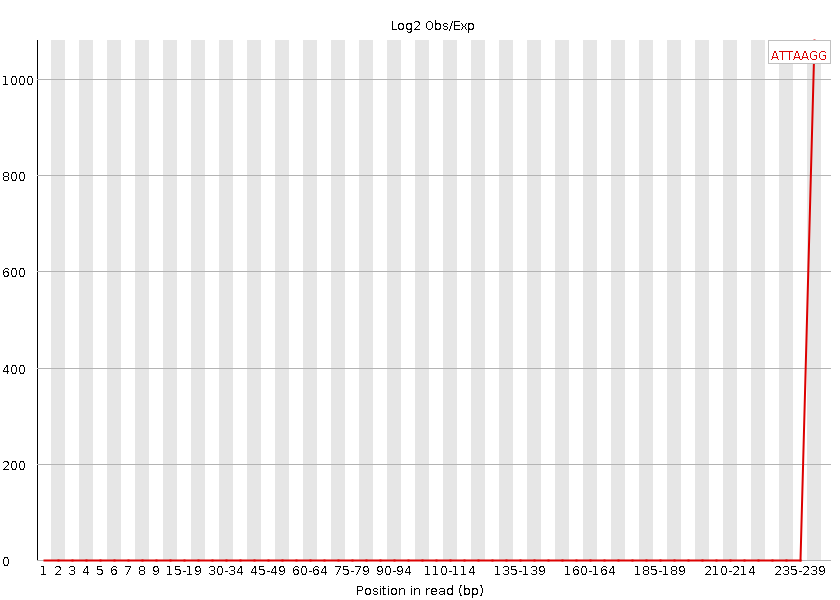 Log2 Obs/Exp
ATTAAGG
1000
800
600
400
200
0
1 2 3 4 5 6 7 8 9 15-19 30-34 45-49 60-64 75-79 90-94 110-114 135-139 160-164 185-189 210-214 235-239
Position in read (bp)